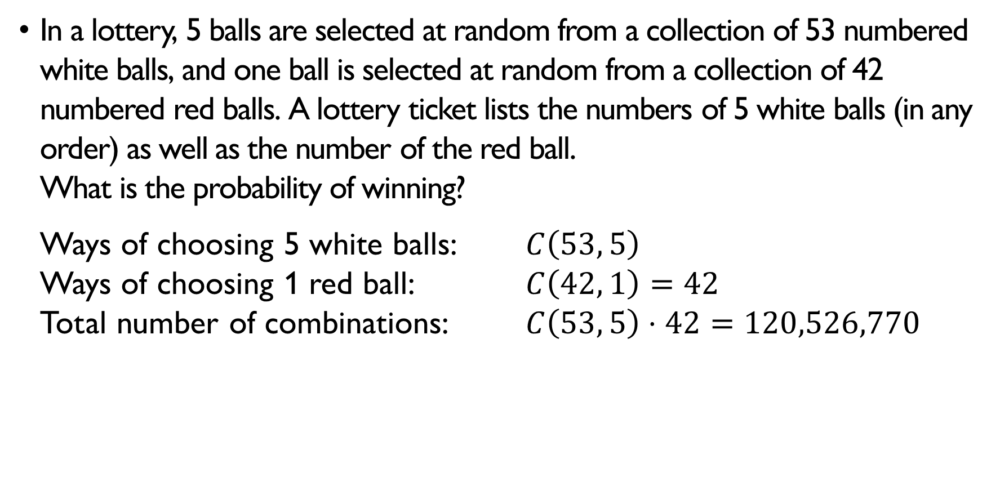 • In a lottery, 5 balls are selected at random from a collection of 53 numbered
white balls, and one ball is selected at random from a collection of 42
numbered red balls. A lottery ticket lists the numbers of 5 white balls (in any
order) as well as the number of the red ball.
What is the probability of winning?
Ways of choosing 5 white balls: C(53, 5)
Ways of choosing 1 red ball: C(42, 1) = 42
Total number of combinations: C(53, 5) · 42 = 120,526,770